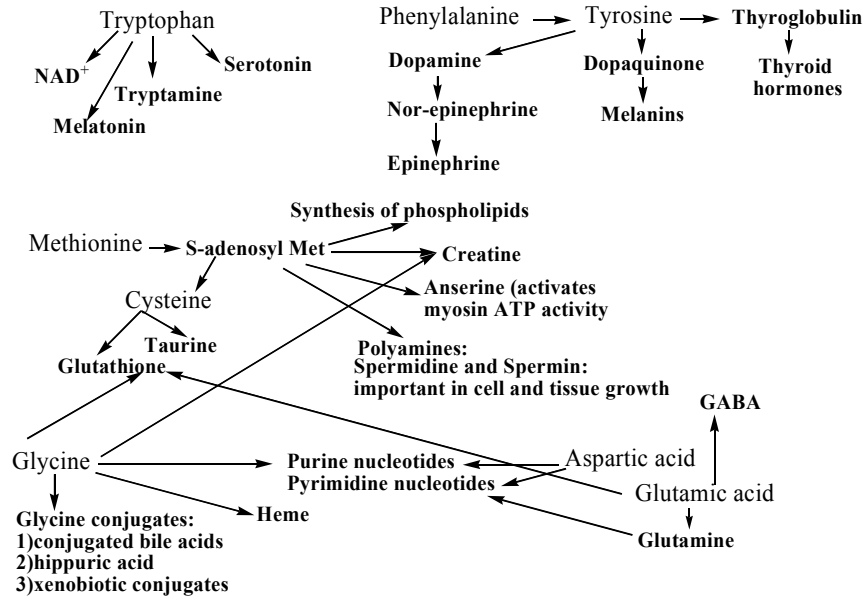 Tryptophan
NAD+
Serotonin
Tryptamine
Melatonin
Phenylalanine
Tyrosine
Thyroglobulin
Dopamine
Dopaquinone
Thyroid
hormones
Nor-epinephrine
Melanins
Epinephrine
Synthesis of phospholipids
Methionine
S-adenosyl Met
Creatine
Anserine (activates
myosin ATP activity
Cysteine
Taurine
Glutathione
Polyamines:
Spermidine and Spermin:
important in cell and tissue growth
GABA
Glycine
Purine nucleotides
Pyrimidine nucleotides
Aspartic acid
Glutamic acid
Heme
Glutamine
Glycine conjugates:
1)conjugated bile acids
2)hippuric acid
3)xenobiotic conjugates